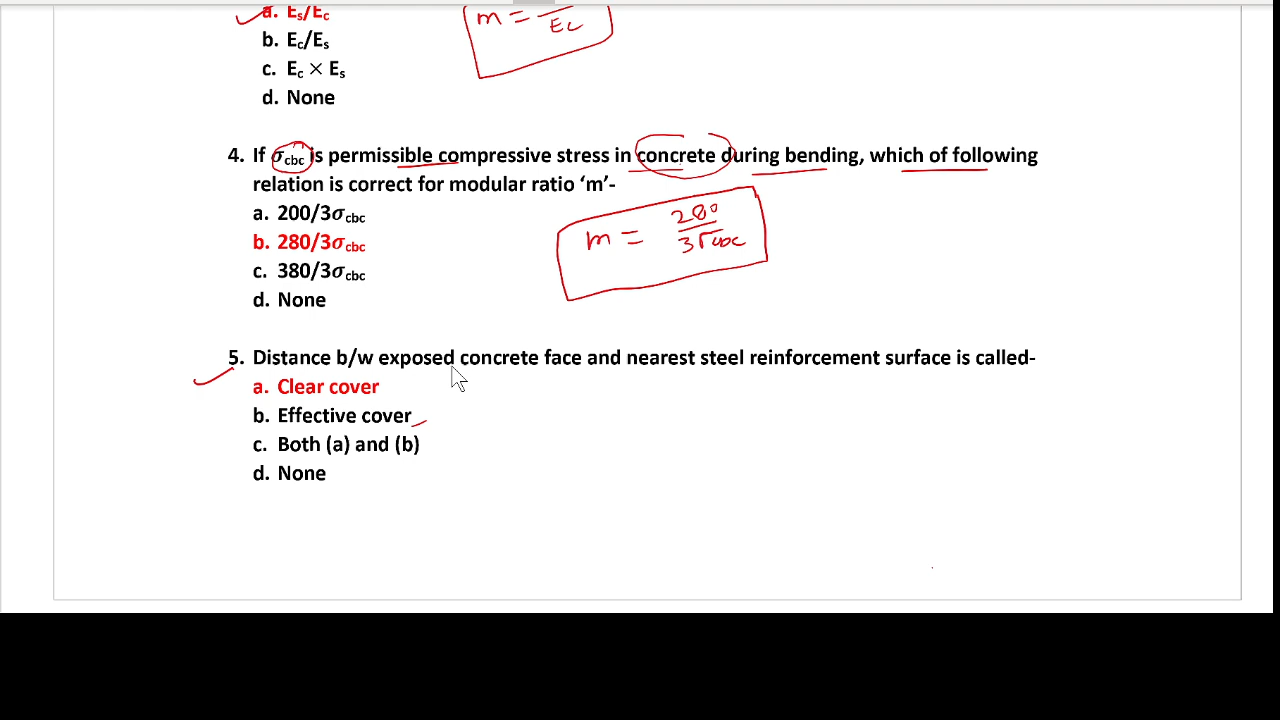 a. Es/Ec
m =
Ec
b. Ec/Es
c. Ec × Es
d. None
4. If σcbc is permissible compressive stress in concrete during bending, which of following
relation is correct for modular ratio ‘m’-
a. 200/3σcbc
b. 280/3σcbc
c. 380/3σcbc
d. None
m = 280
3σcbc
5. Distance b/w exposed concrete face and nearest steel reinforcement surface is called-
a. Clear cover
b. Effective cover
c. Both (a) and (b)
d. None